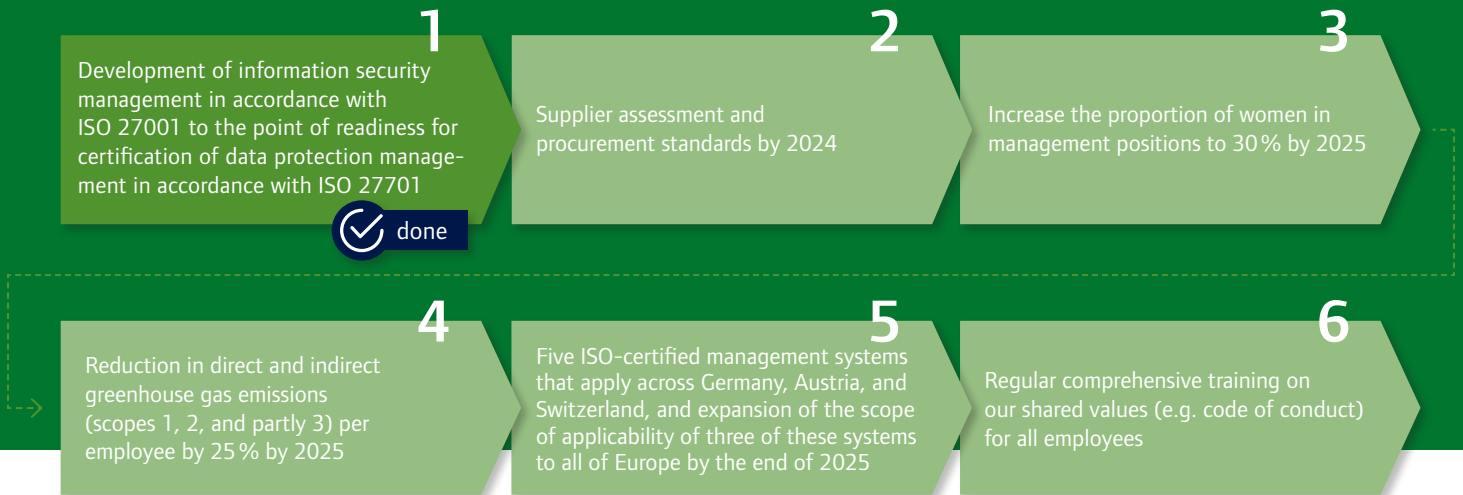 1
Development of information security
management in accordance with
ISO 27001 to the point of readiness for
certification of data protection manage-
ment in accordance with ISO 27701
done
2
Supplier assessment and
procurement standards by 2024
3
Increase the proportion of women in
management positions to 30 % by 2025
4
Reduction in direct and indirect
greenhouse gas emissions
(scopes 1, 2, and partly 3) per
employee by 25 % by 2025
5
Five ISO-certified management systems
that apply across Germany, Austria, and
Switzerland, and expansion of the scope
of applicability of three of these systems
to all of Europe by the end of 2025
6
Regular comprehensive training on
our shared values (e.g. code of conduct)
for all employees